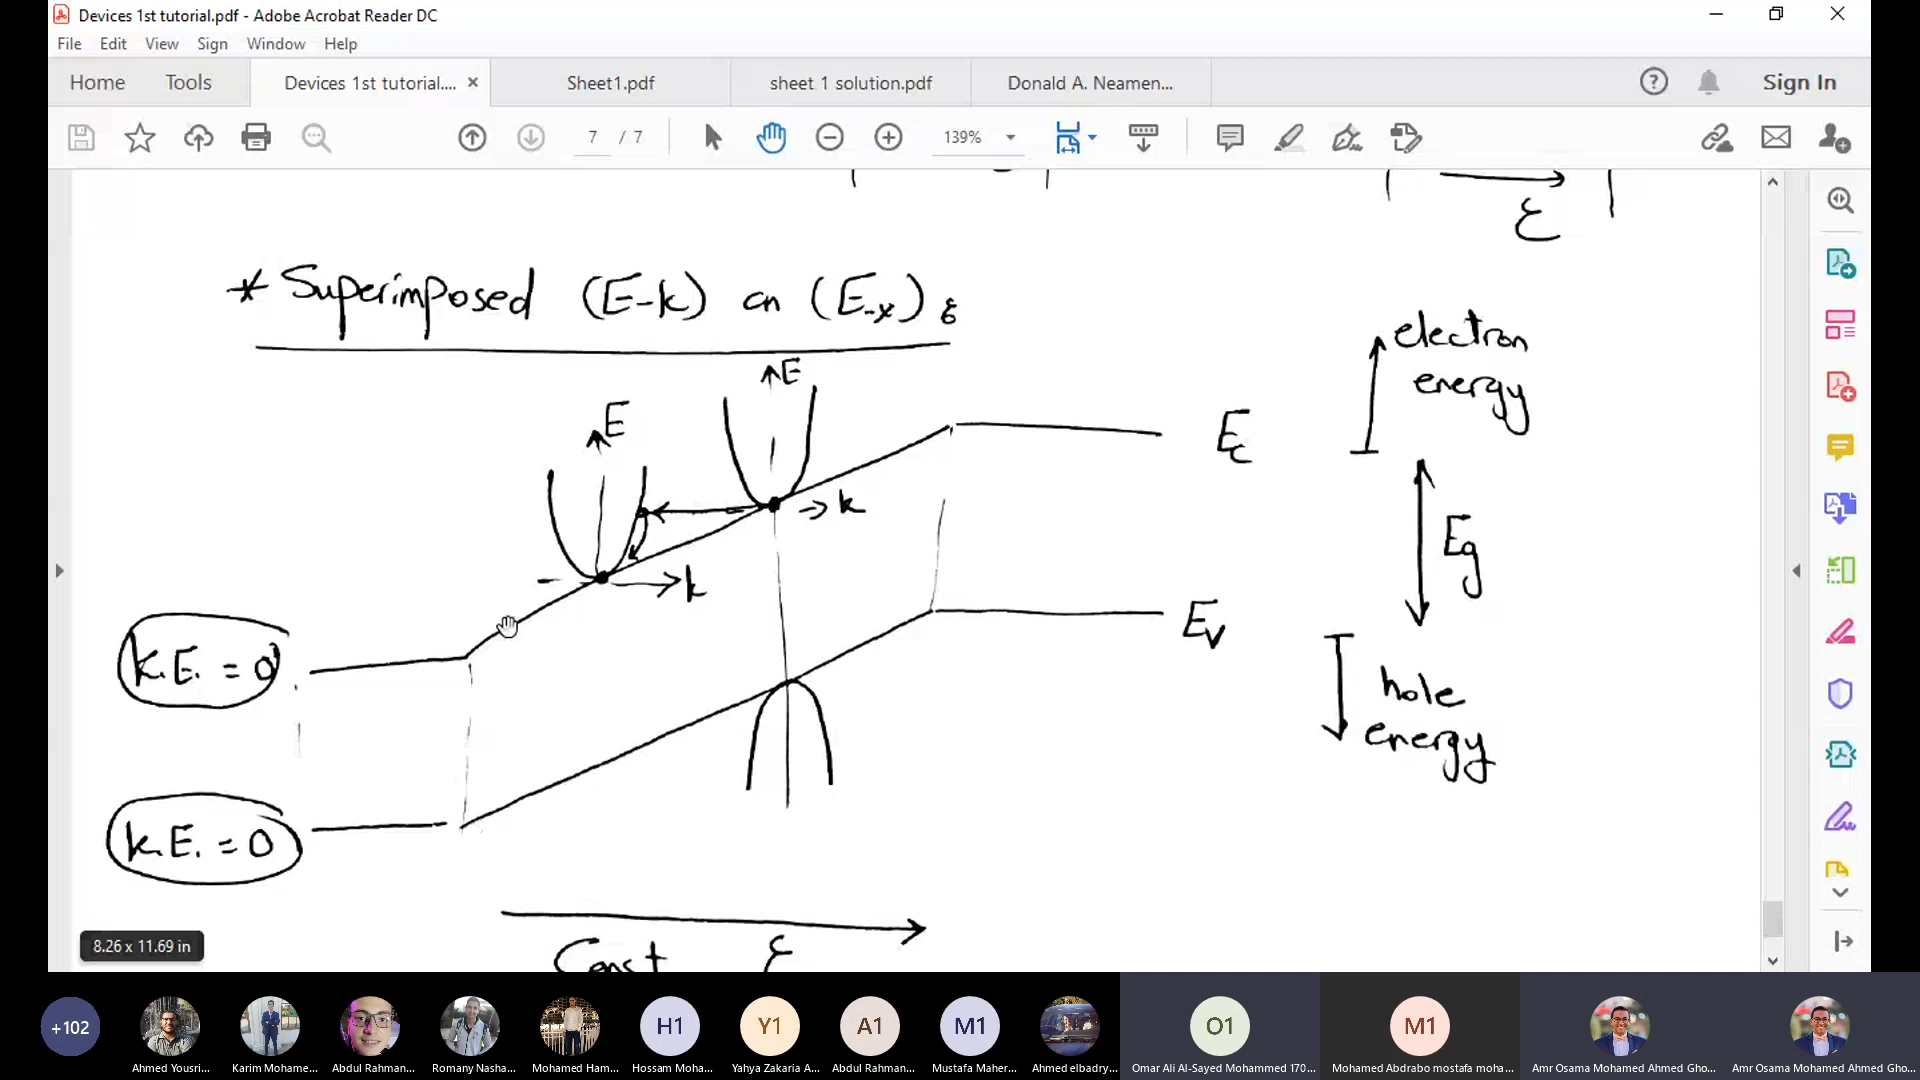 Devices 1st tutorial.pdf - Adobe Acrobat Reader DC
File Edit View Sign Window Help
Home Tools Devices 1st tutorial.... × Sheet1.pdf sheet 1 solution.pdf Donald A. Neamen... Sign In
7 / 7 139%
ε
* Superimposed (E-k) an (E-x) :
E
E
electron
energy
Ec
k
Eg
k
Ev
K.E. = 0
hole
energy
K.E. = 0
8.26 x 11.69 in
Const ε
+102 H1 Y1 A1 M1 O1 M1
Ahmed Yousri... Karim Mohame... Abdul Rahman... Romany Nasha... Mohamed Ham... Hossam Moha... Yahya Zakaria A... Abdul Rahman... Mustafa Maher... Ahmed elbadry... Omar Ali Al-Sayed Mohammed 170... Mohamed Abdrabo mostafa moha... Amr Osama Mohamed Ahmed Gho... Amr Osama Mohamed Ahmed Gho...